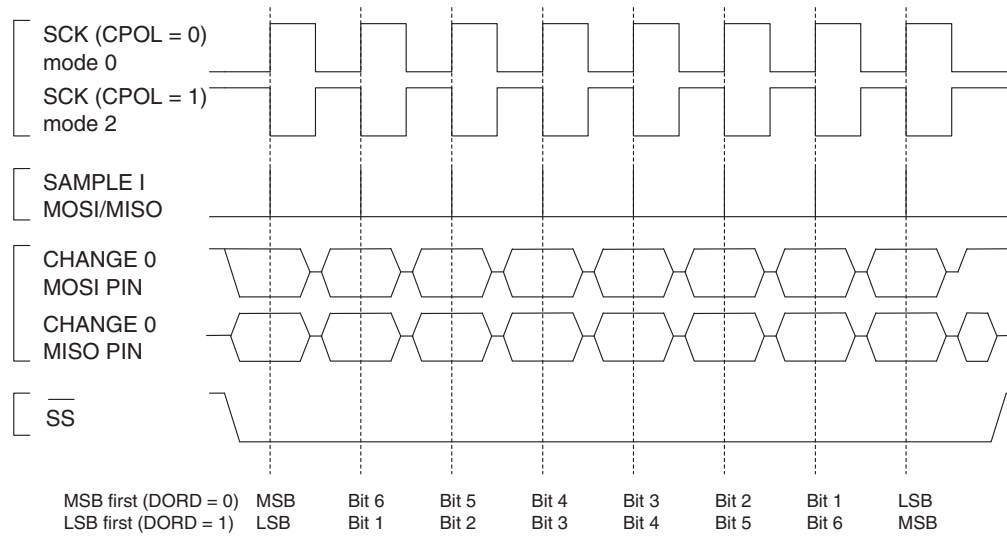 SCK (CPOL = 0)
mode 0
SCK (CPOL = 1)
mode 2
SAMPLE I
MOSI/MISO
CHANGE 0
MOSI PIN
CHANGE 0
MISO PIN
SS
MSB first (DORD = 0) MSB Bit 6 Bit 5 Bit 4 Bit 3 Bit 2 Bit 1 LSB
LSB first (DORD = 1) LSB Bit 1 Bit 2 Bit 3 Bit 4 Bit 5 Bit 6 MSB